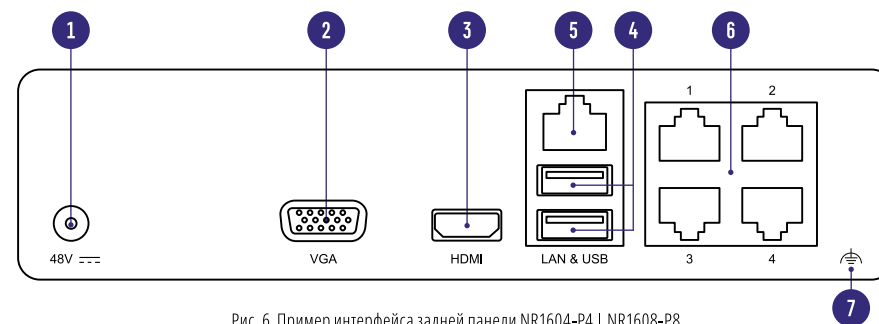 1 2 3 5 4 6
1 2
48V VGA HDMI LAN & USB 3 4
7
Рис. 6. Пример интерфейса задней панели NR1604-P4 | NR1608-P8